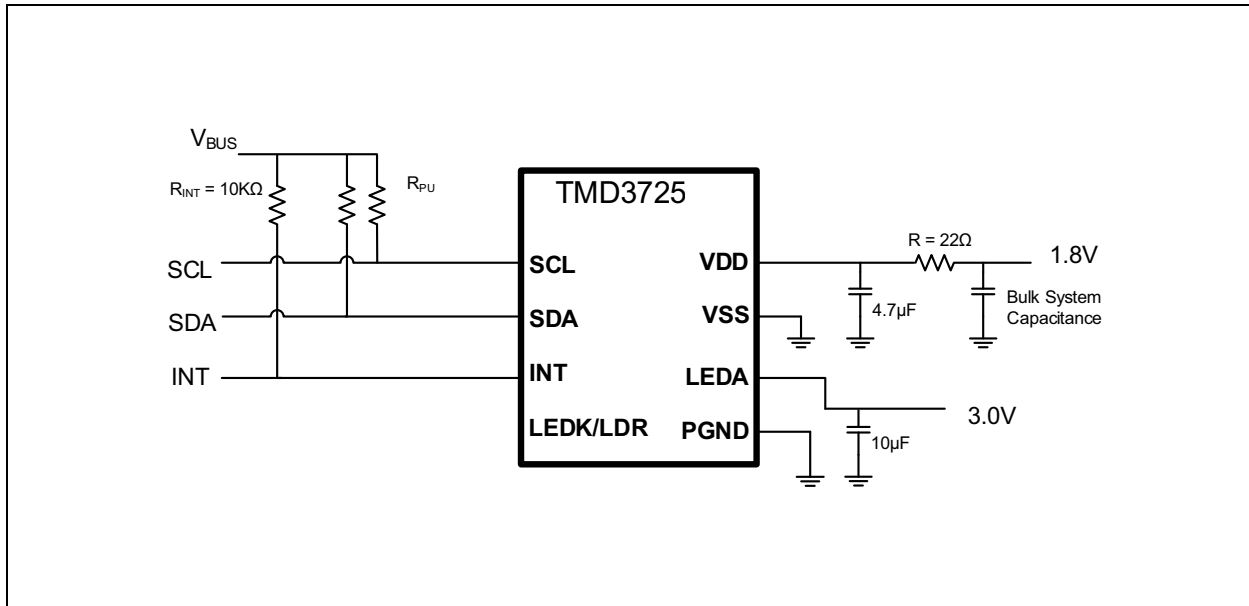 VBUS
RINT = 10KΩ
RPU
TMD3725
R = 22Ω
SCL
SCL
VDD
1.8V
SDA
SDA
VSS
4.7µF
Bulk System
Capacitance
INT
INT
LEDA
3.0V
LEDK/LDR
PGND
10µF